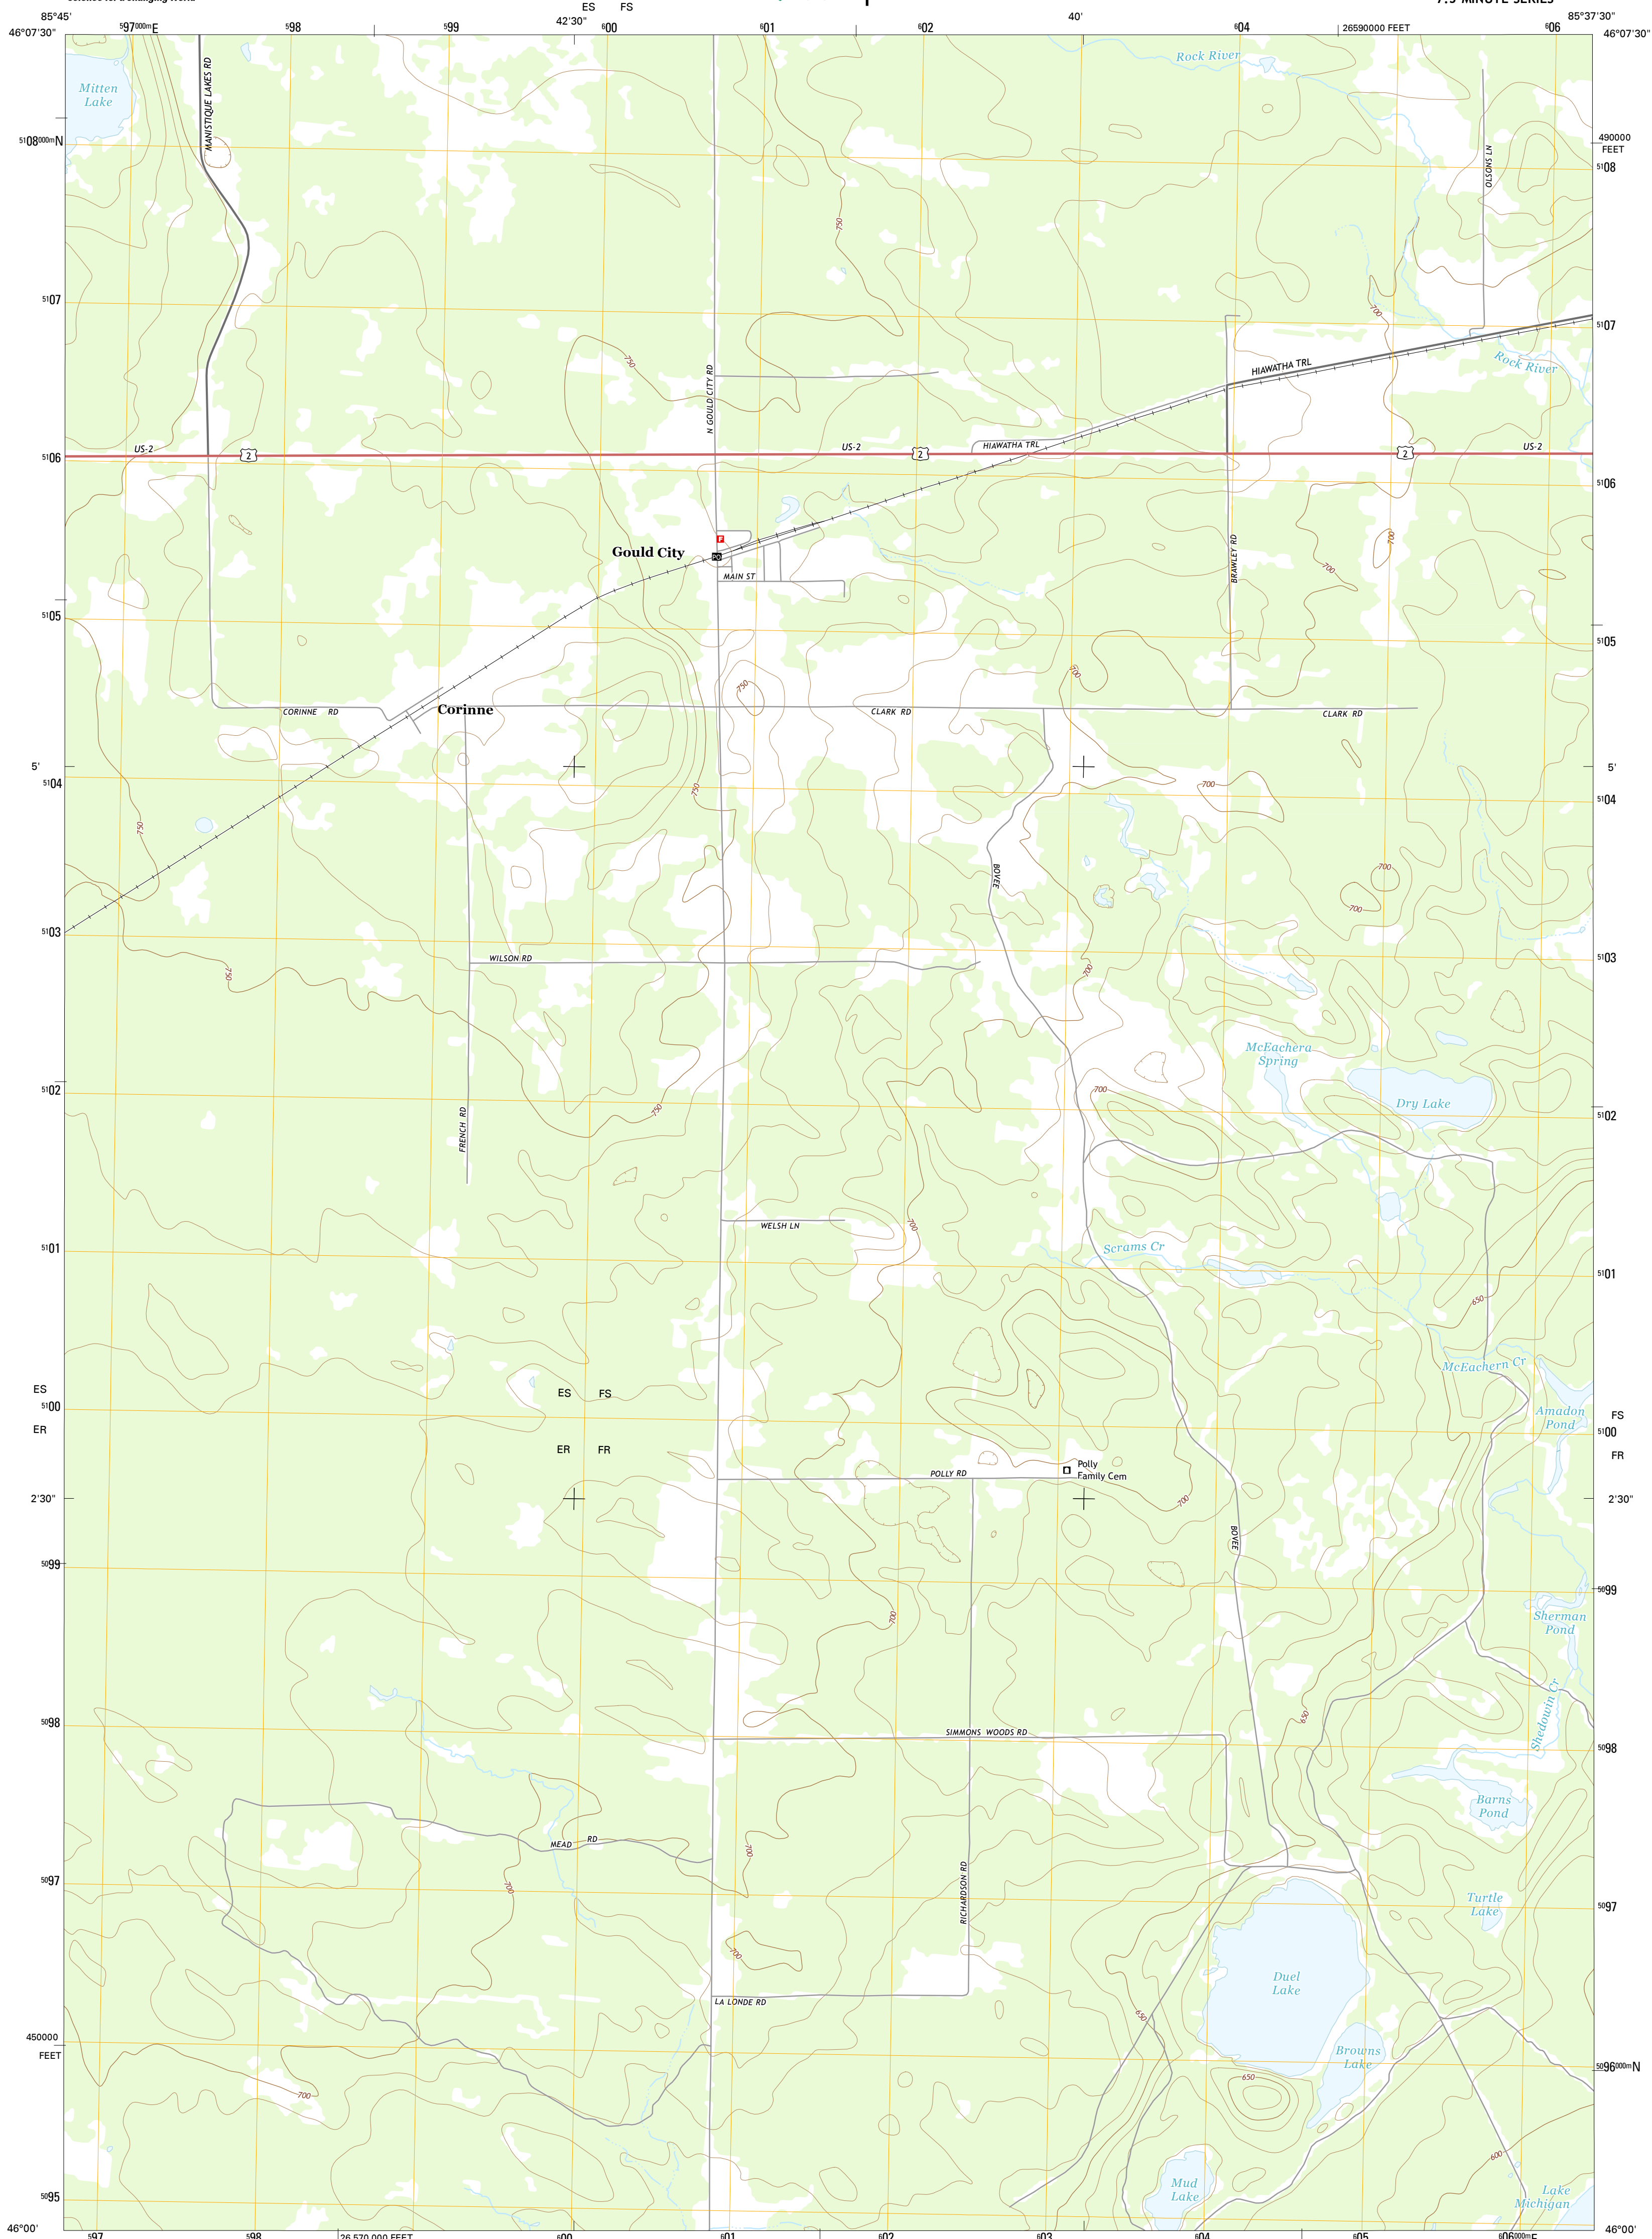 ES FS
85°45'
⁵97⁰⁰⁰ᵐE
598
599
42'30"
600
601
602
40'
604
26590000 FEET
606
85°37'30"
46°07'30"
46°07'30"
7.5-MINUTE SERIES
Mitten
Lake
MANISTIQUE LAKES RD
Rock River
OLSONS LN
⁵¹08⁰⁰⁰ᵐN
490000
FEET
5108
750
5107
5107
700
750
N GOULD CITY RD
HIAWATHA TRL
Rock River
US-2
2
US-2
2
HIAWATHA TRL
2
US-2
5106
5106
F
Gould City
PO
MAIN ST
BRAWLEY RD
700
700
5105
5105
700
750
CORINNE RD
Corinne
CLARK RD
CLARK RD
5'
5'
5104
5104
750
750
700
BOVEE
700
700
5103
5103
750
WILSON RD
700
McEachera
Spring
Dry Lake
5102
5102
750
700
FRENCH RD
WELSH LN
700
Scrams Cr
5101
5101
650
McEachern Cr
ES
ER
ES FS
ER FR
5100
Amadon
Pond
FS
5100
FR
POLLY RD
Polly
Family Cem
2'30"
2'30"
700
BOVEE
5099
5099
700
Sherman
Pond
Shedowin Cr
650
5098
5098
SIMMONS WOODS RD
Barns
Pond
MEAD RD
700
700
5097
5097
RICHARDSON RD
Turtle
Lake
700
Duel
Lake
LA LONDE RD
650
450000
FEET
Browns
Lake
⁵⁰96⁰⁰⁰ᵐN
700
650
600
Mud
Lake
Lake
Michigan
5095
46°00'
46°00'
597
598
26 570 000 FEET
600
601
602
603
604
605
606⁰⁰⁰ᵐE